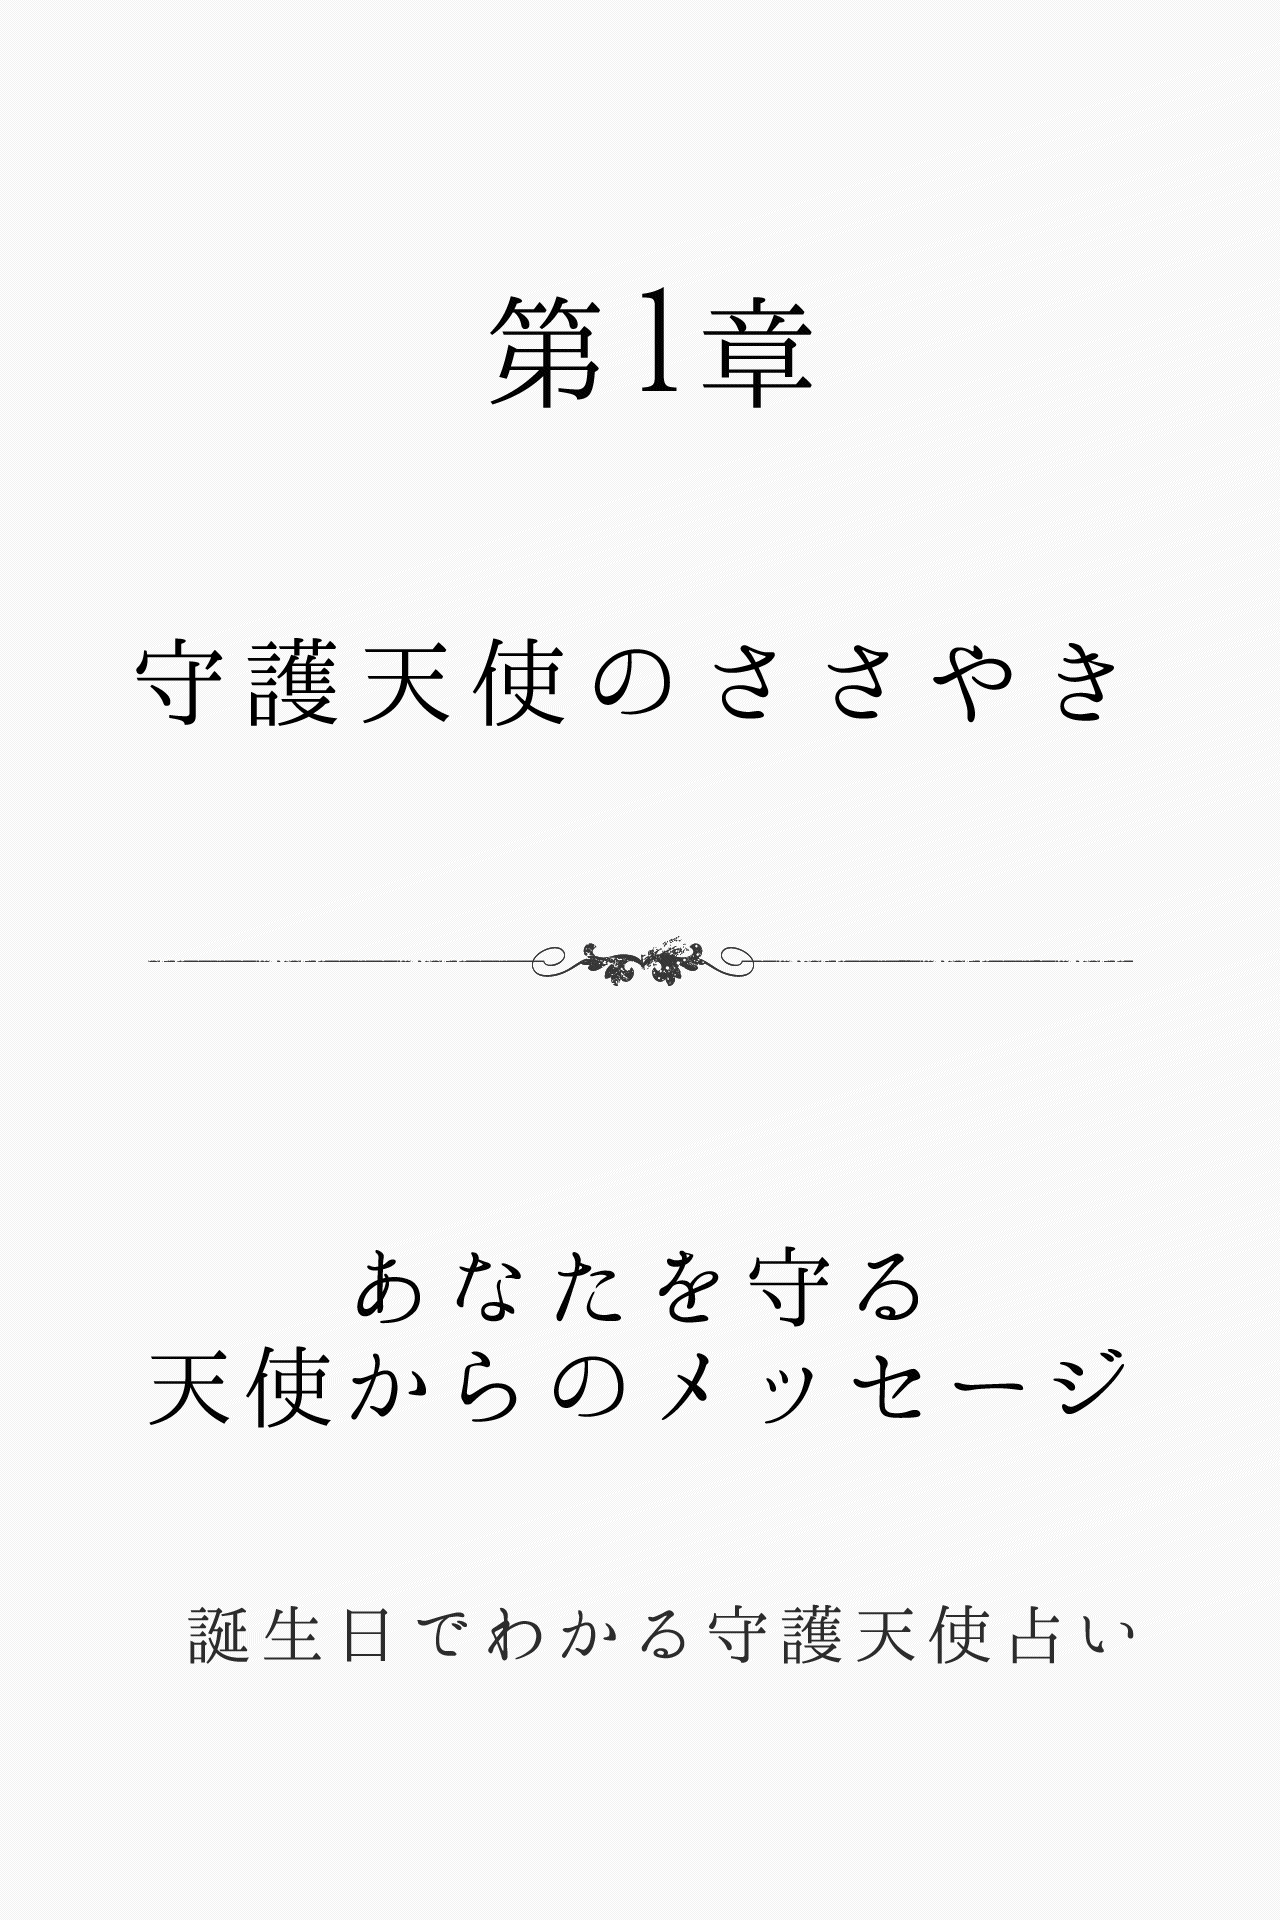 第1章
守護天使のささやき
あなたを守る
天使からのメッセージ
誕生日でわかる守護天使占い